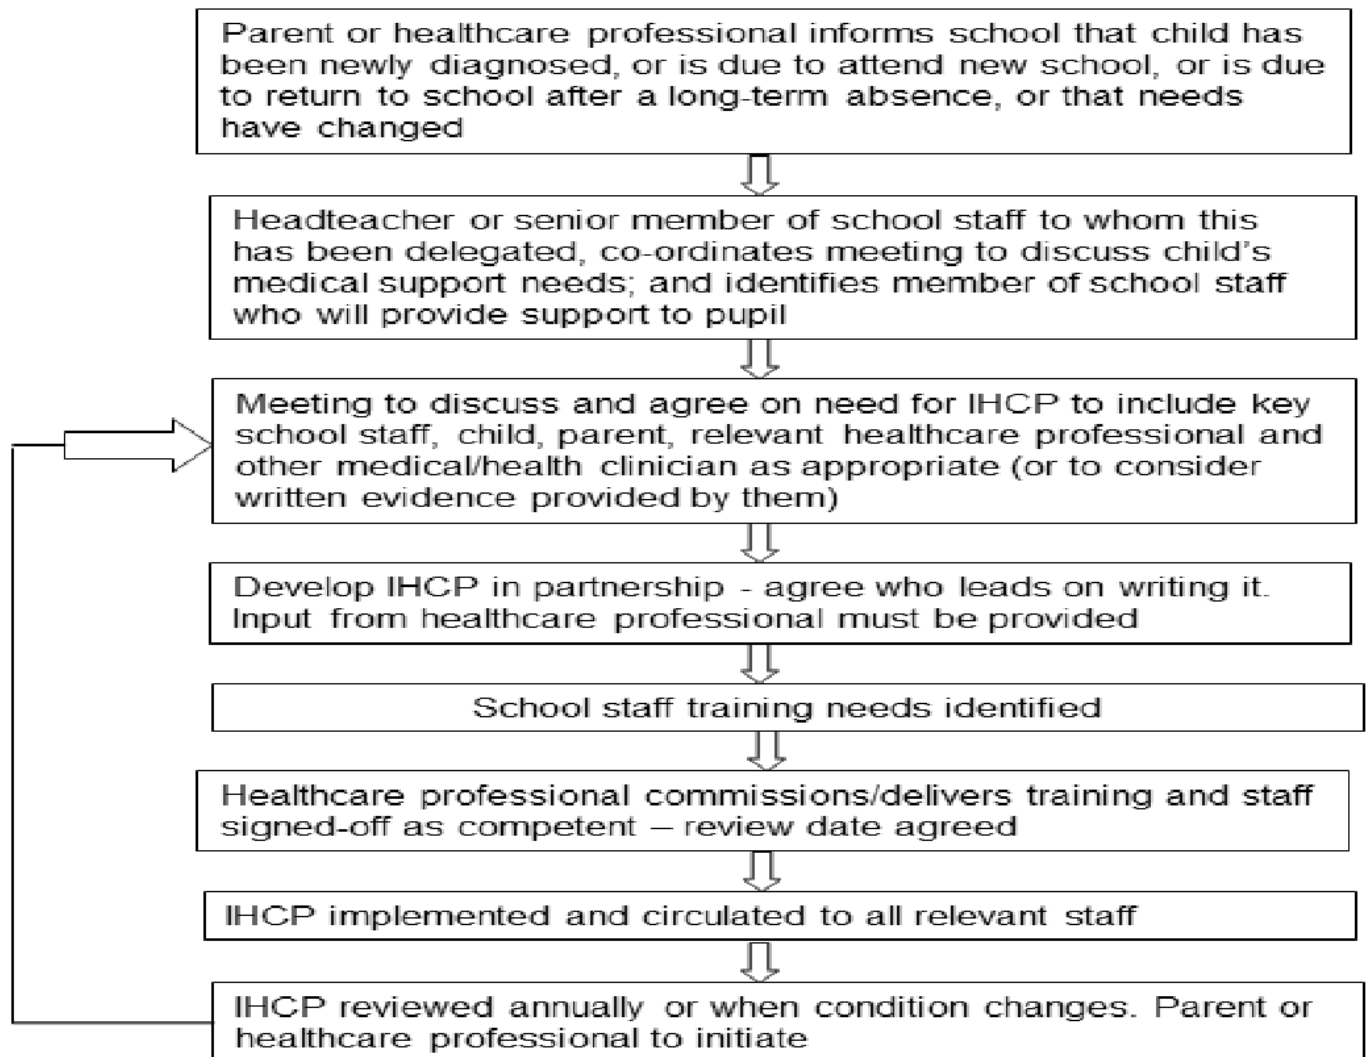 Parent or healthcare professional informs school that child has
been newly diagnosed, or is due to attend new school, or is due
to return to school after a long-term absence, or that needs
have changed
Headteacher or senior member of school staff to whom this
has been delegated, co-ordinates meeting to discuss child's
medical support needs; and identifies member of school staff
who will provide support to pupil
Meeting to discuss and agree on need for IHCP to include key
school staff, child, parent, relevant healthcare professional and
other medical/health clinician as appropriate (or to consider
written evidence provided by them)
Develop IHCP in partnership - agree who leads on writing it.
Input from healthcare professional must be provided
School staff training needs identified
Healthcare professional commissions/delivers training and staff
signed-off as competent – review date agreed
IHCP implemented and circulated to all relevant staff
IHCP reviewed annually or when condition changes. Parent or
healthcare professional to initiate